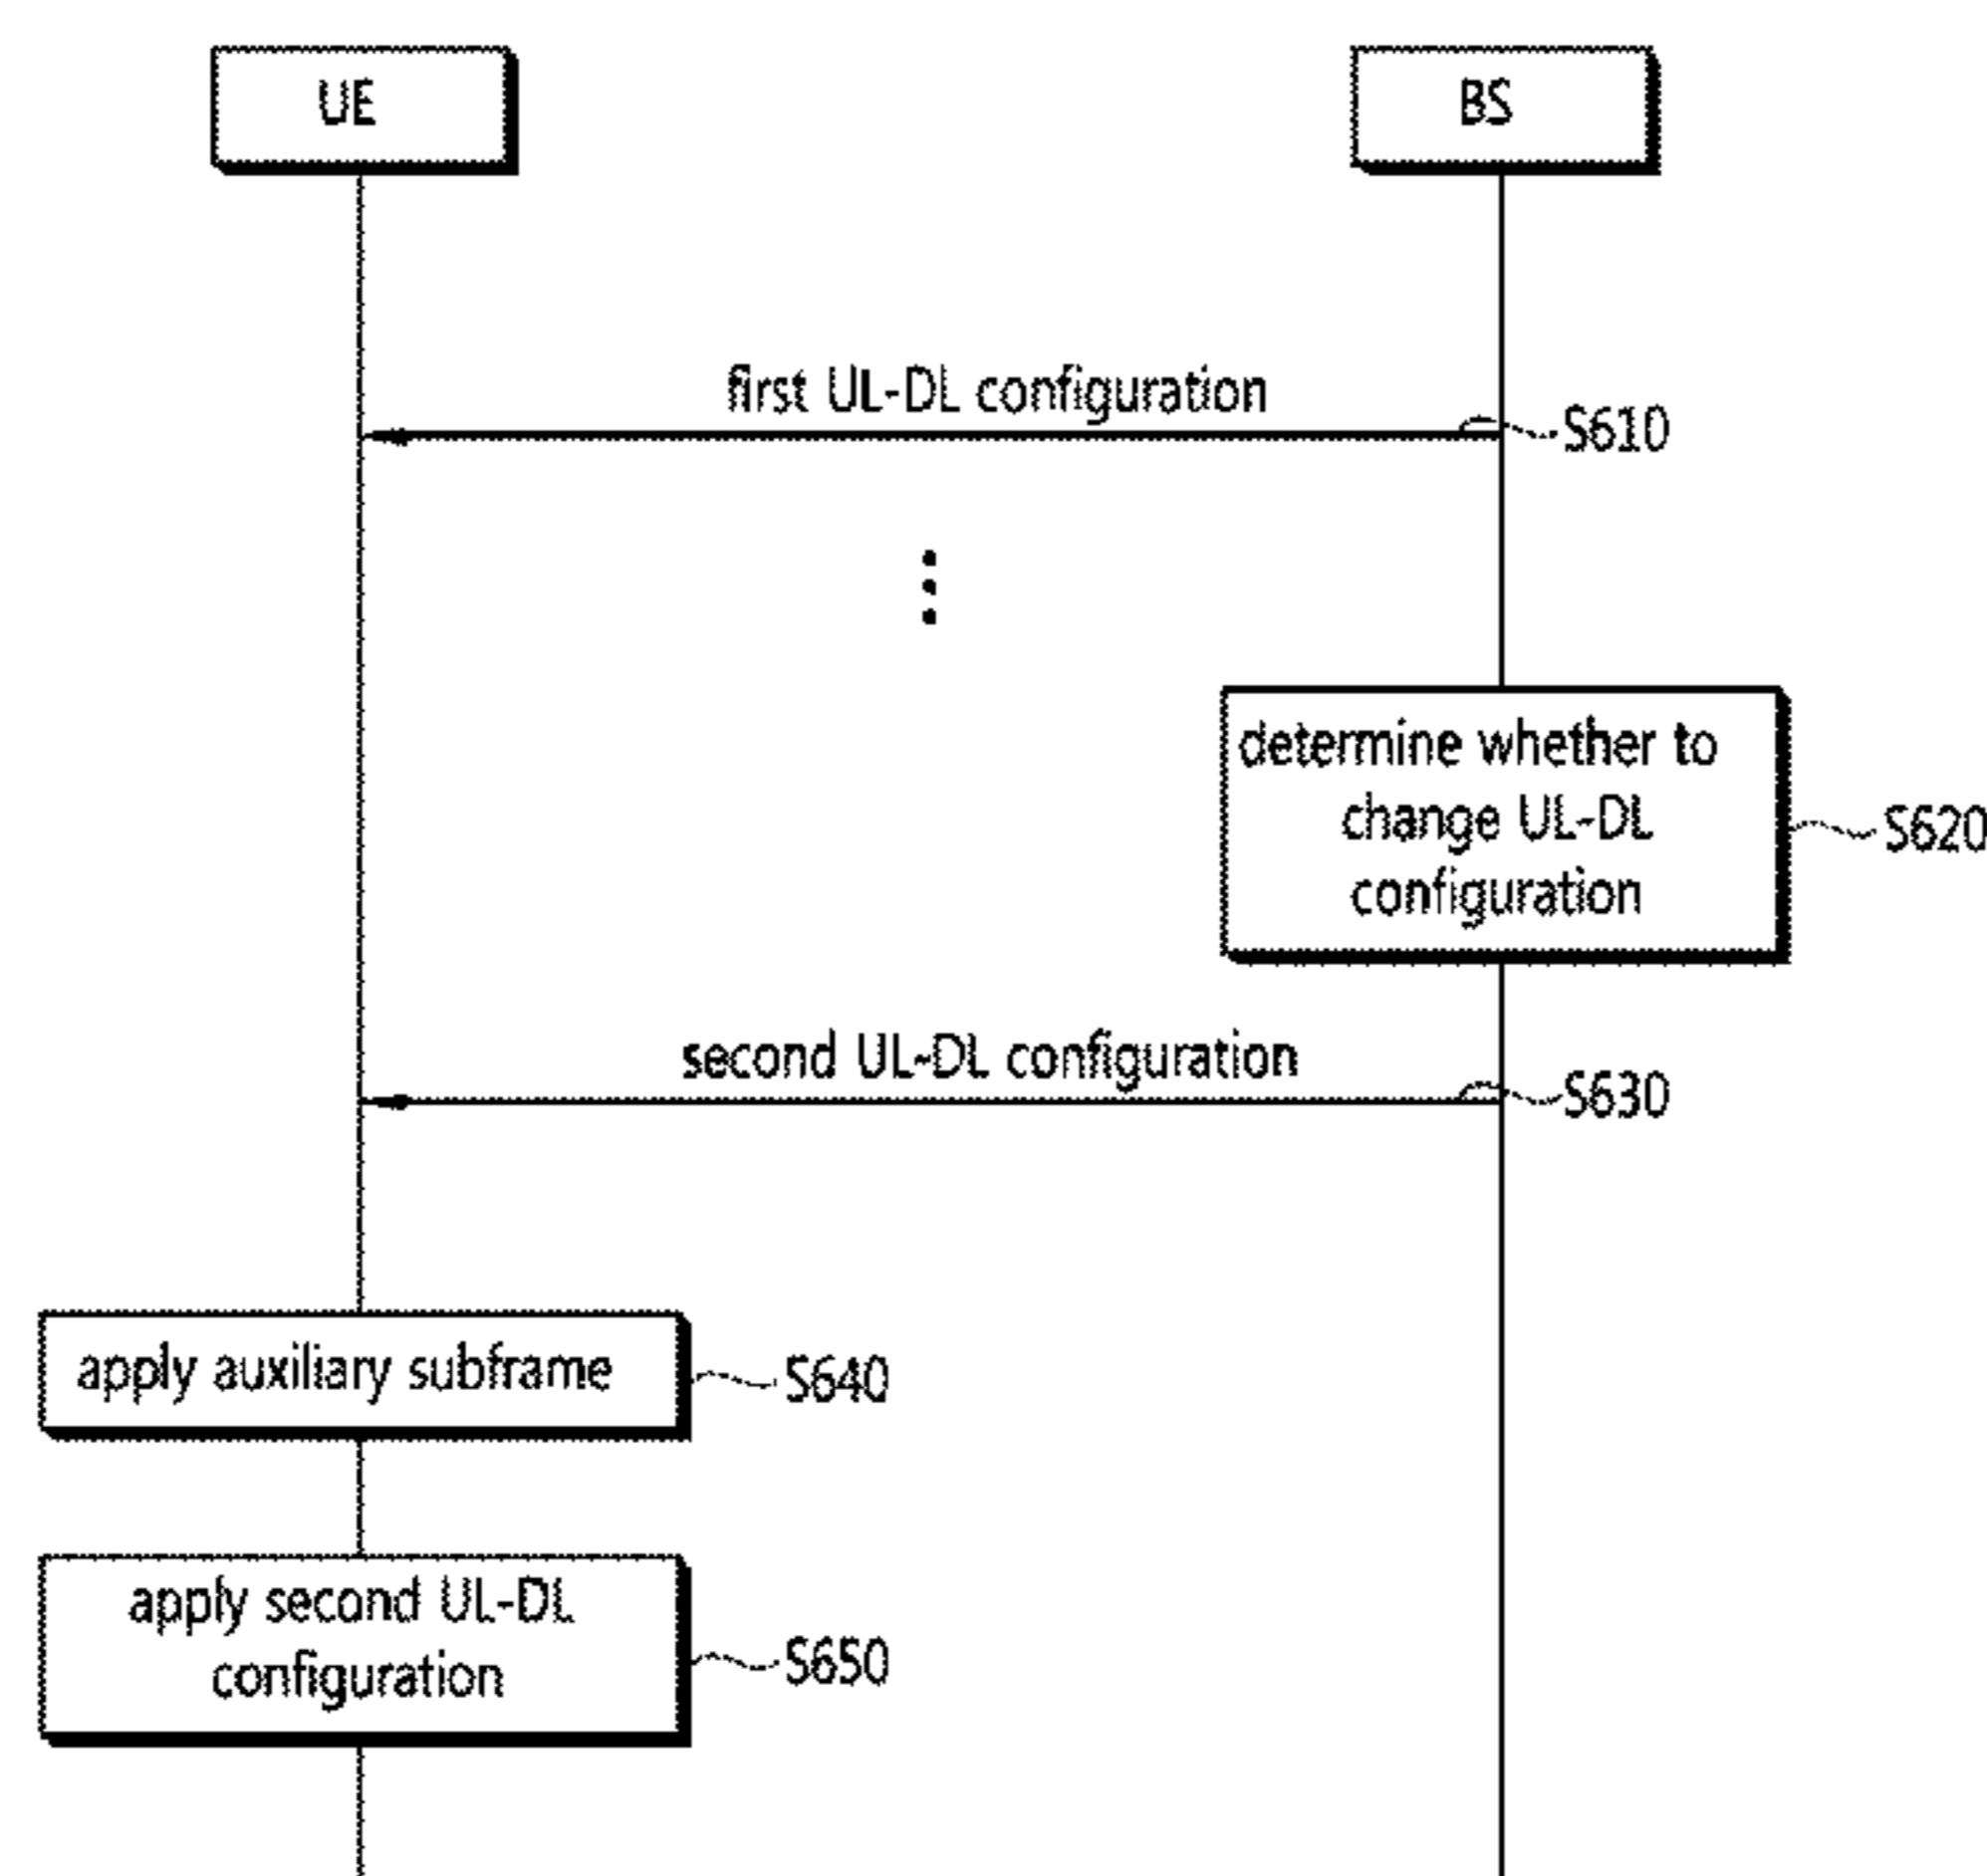 UE
BS
first UL-DL configuration
S610
determine whether to
change UL-DL
configuration
S620
second UL-DL configuration
S630
apply auxiliary subframe
S640
apply second UL-DL
configuration
S650